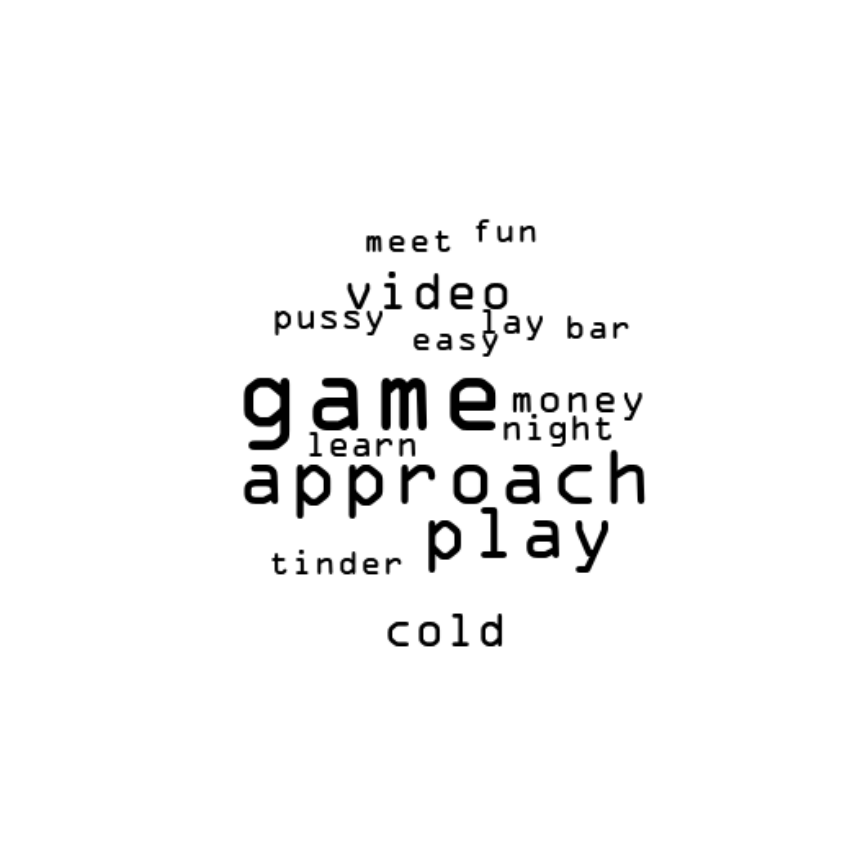 meet fun
video
pussy easy lay bar
game money
night
learn
approach
play
tinder
cold